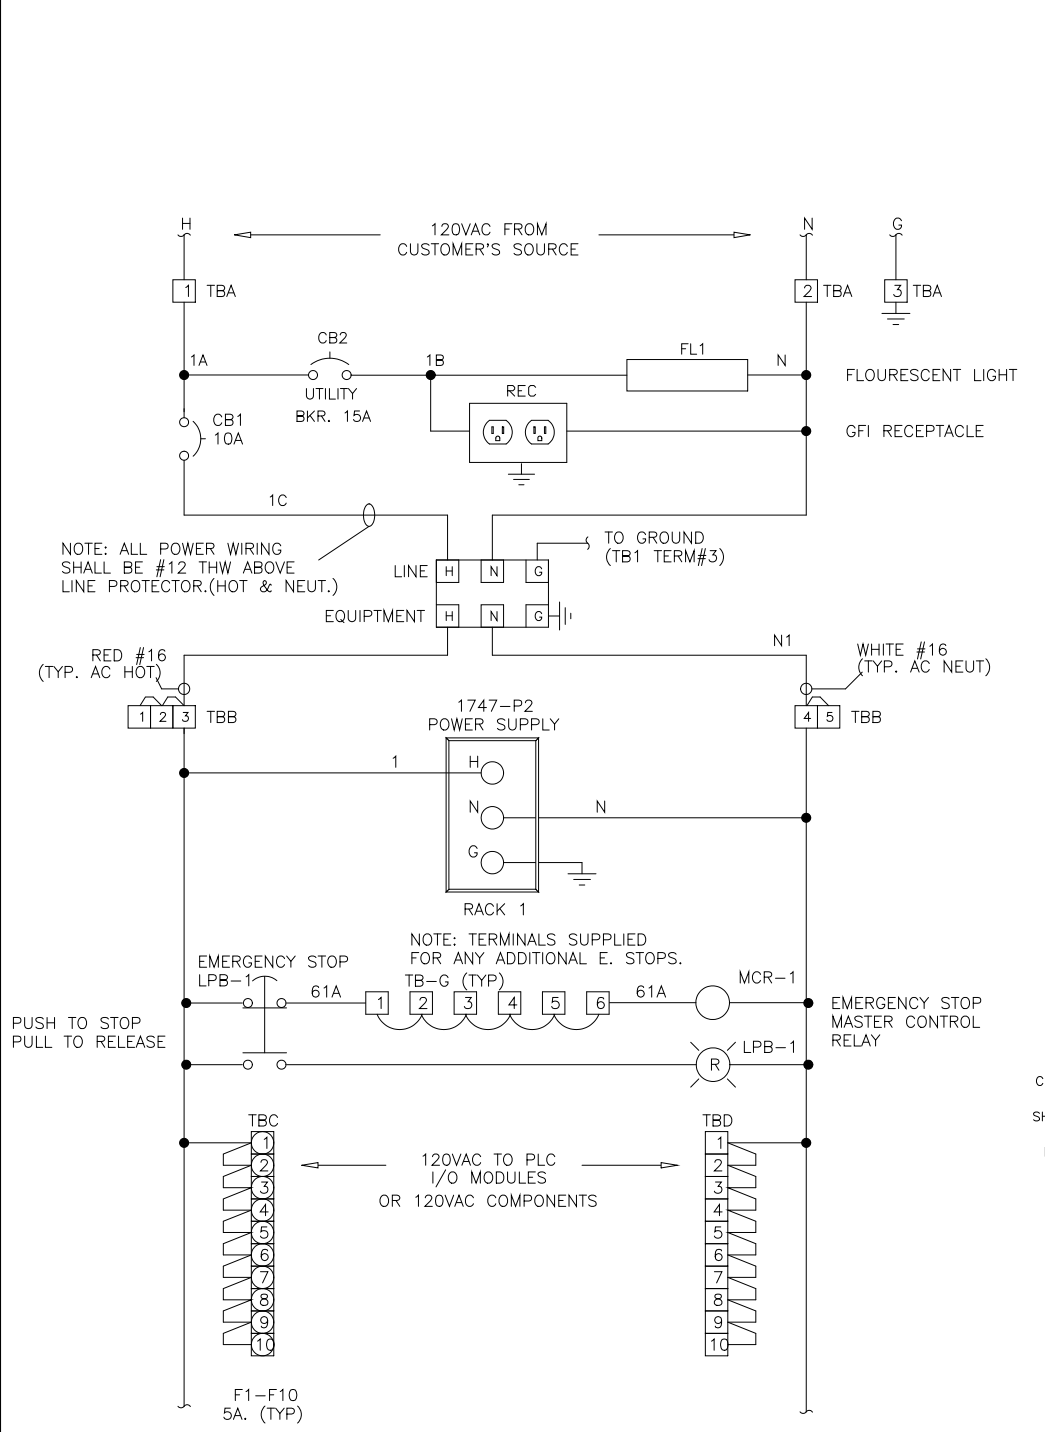 H
N
G
120VAC FROM
CUSTOMER'S SOURCE
1 TBA
2 TBA
3 TBA
CB2
1A
1B
FL1
N
FLOURESCENT LIGHT
UTILITY
BKR. 15A
REC
CB1
10A
GFI RECEPTACLE
1C
NOTE: ALL POWER WIRING
SHALL BE #12 THW ABOVE
LINE PROTECTOR.(HOT & NEUT.)
TO GROUND
(TB1 TERM#3)
LINE H N G
EQUIPTMENT H N G
RED #16
(TYP. AC HOT)
N1
WHITE #16
(TYP. AC NEUT)
1 2 3 TBB
4 5 TBB
1747-P2
POWER SUPPLY
1
H
N
N
G
RACK 1
NOTE: TERMINALS SUPPLIED
FOR ANY ADDITIONAL E. STOPS.
EMERGENCY STOP
LPB-1
TB-G (TYP)
MCR-1
61A
1 2 3 4 5 6
61A
PUSH TO STOP
PULL TO RELEASE
EMERGENCY STOP
MASTER CONTROL
RELAY
R
LPB-1
C
SH
TBC
TBD
1
2
3
4
5
6
7
8
9
10
120VAC TO PLC
I/O MODULES
OR 120VAC COMPONENTS
1
2
3
4
5
6
7
8
9
10
F1-F10
5A. (TYP)